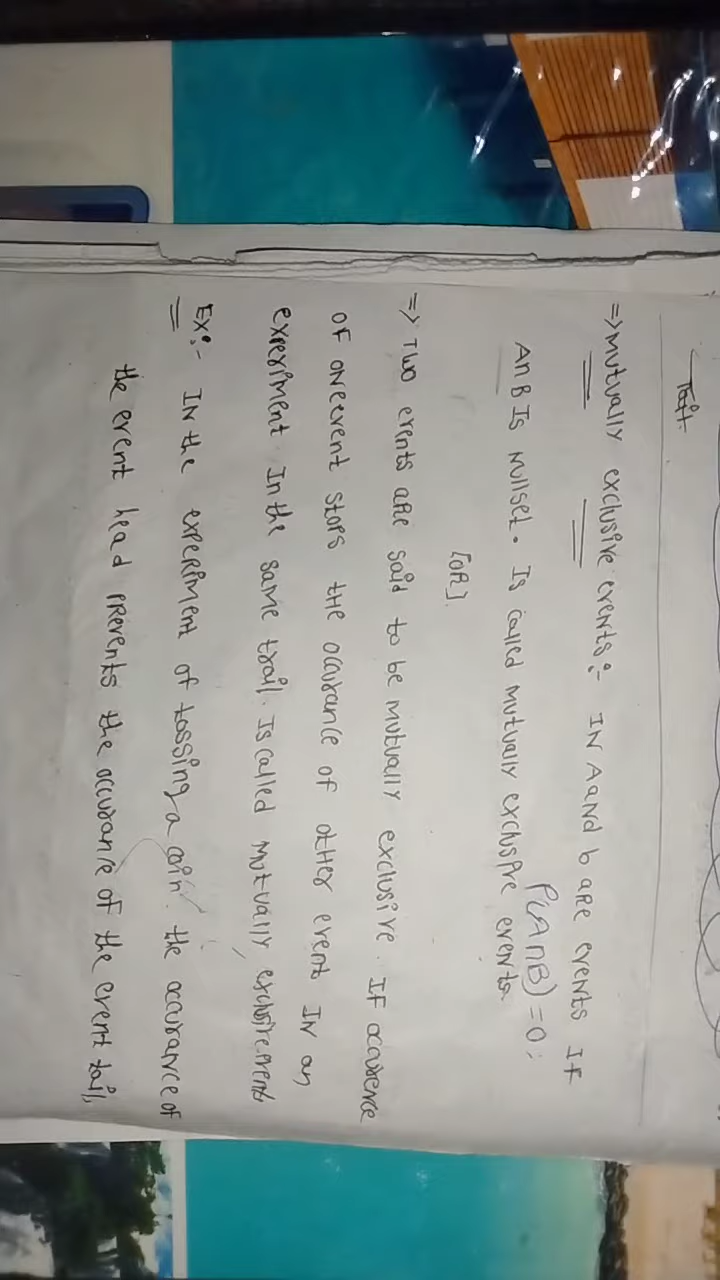 Tail.
=> Mutually exclusive events :- IN A and b are events If
A∩B Is Nullset. Is called mutually exclusive events
P(A∩B) = 0 ;
[OR].
=> Two events are said to be mutually exclusive. If occurence
of one event stops the occurance of other event In an
experiment In the same trail. Is called mutually exclusive events
Ex :- In the experiment of tossing a coin. the occurance of
the event head prevents the occurance of the event tail,